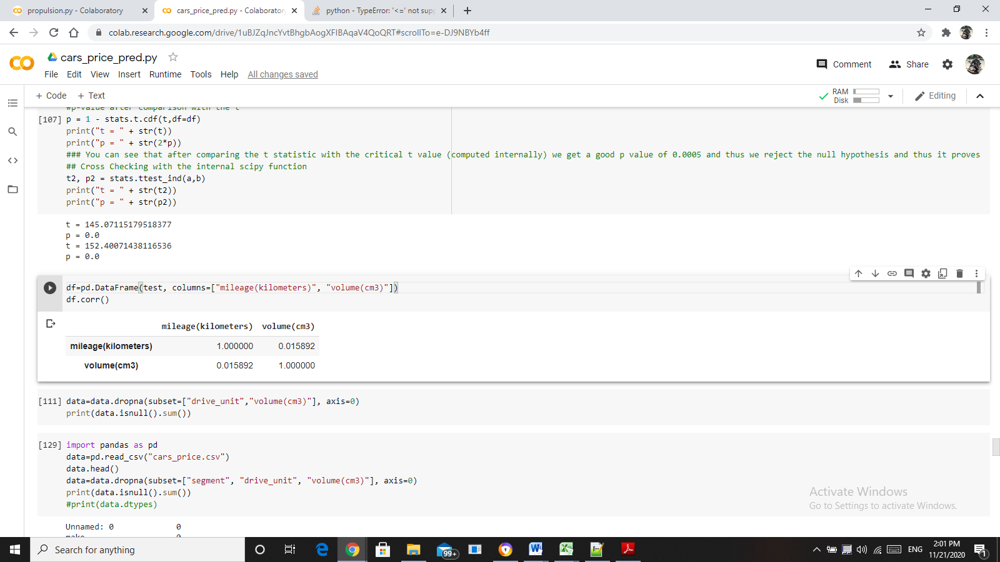 propulsion.py - Colaboratory
cars_price_pred.py - Colaboratory
python - TypeError: '<=' not supp
colab.research.google.com/drive/1uBJZqJncYvtBhgbAogXFIBAqaV4QoQRT#scrollTo=e-DJ9NBYb4ff
cars_price_pred.py
Comment
Share
File Edit View Insert Runtime Tools Help All changes saved
+ Code + Text
RAM
Disk
Editing
#p-value after comparison with the t
[107] p = 1 - stats.t.cdf(t,df=df)
print("t = " + str(t))
print("p = " + str(2*p))
### You can see that after comparing the t statistic with the critical t value (computed internally) we get a good p value of 0.0005 and thus we reject the null hypothesis and thus it proves
## Cross Checking with the internal scipy function
t2, p2 = stats.ttest_ind(a,b)
print("t = " + str(t2))
print("p = " + str(p2))
t = 145.07115179518377
p = 0.0
t = 152.40071438116536
p = 0.0
df=pd.DataFrame(test, columns=["mileage(kilometers)", "volume(cm3)"])
df.corr()
mileage(kilometers) volume(cm3)
mileage(kilometers) 1.000000 0.015892
volume(cm3) 0.015892 1.000000
[111] data=data.dropna(subset=["drive_unit","volume(cm3)"], axis=0)
print(data.isnull().sum())
[129] import pandas as pd
data=pd.read_csv("cars_price.csv")
data.head()
data=data.dropna(subset=["segment", "drive_unit", "volume(cm3)"], axis=0)
print(data.isnull().sum())
#print(data.dtypes)
Unnamed: 0 0
make 0
Activate Windows
Go to Settings to activate Windows.
Search for anything
99+
ENG
2:01 PM
11/21/2020
1